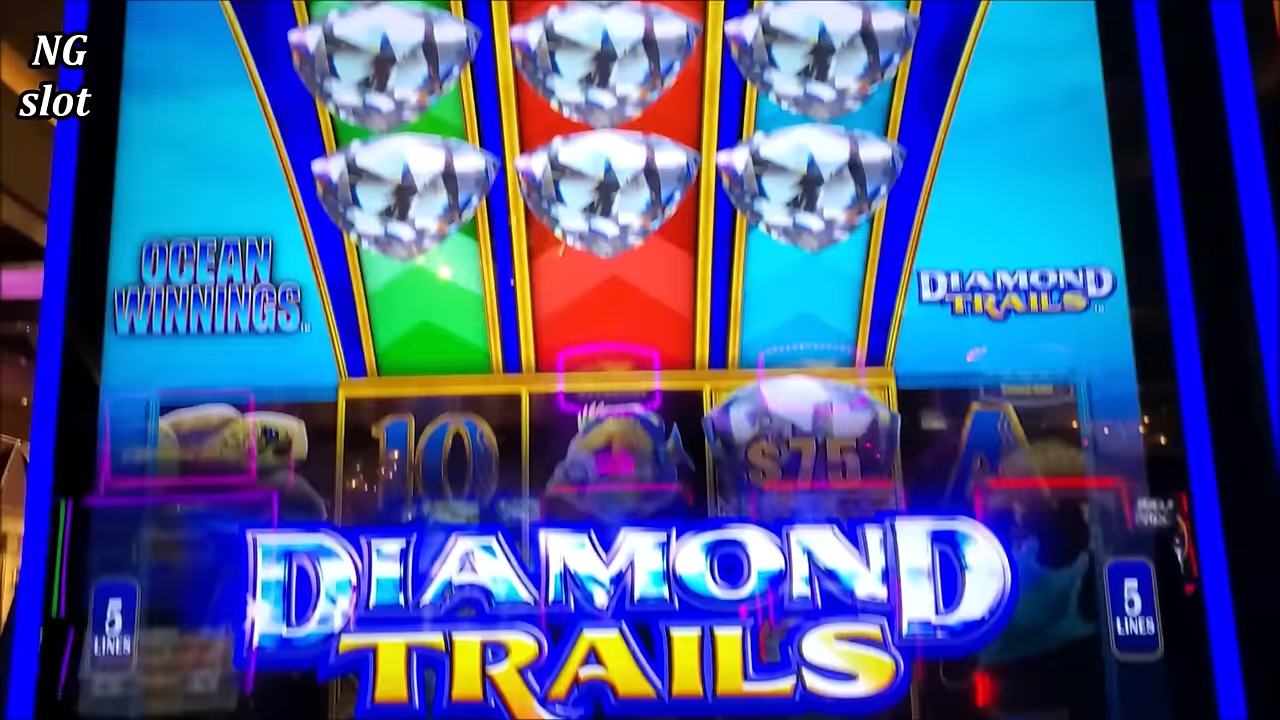 NG
slot
OCEAN
WINNINGS
DIAMOND
TRAILS
10
$75
A
DIAMOND
TRAILS
5
LINES
5
LINES